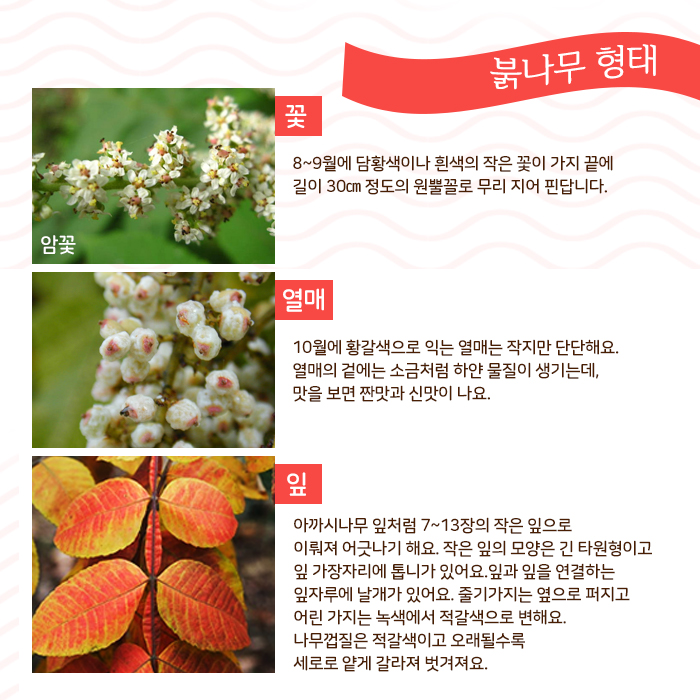 붉나무 형태
꽃
8~9월에 담황색이나 흰색의 작은 꽃이 가지 끝에
길이 30㎝ 정도의 원뿔꼴로 무리 지어 핀답니다.
암꽃
열매
10월에 황갈색으로 익는 열매는 작지만 단단해요.
열매의 겉에는 소금처럼 하얀 물질이 생기는데,
맛을 보면 짠맛과 신맛이 나요.
잎
아까시나무 잎처럼 7~13장의 작은 잎으로
이뤄져 어긋나기 해요. 작은 잎의 모양은 긴 타원형이고
잎 가장자리에 톱니가 있어요.잎과 잎을 연결하는
잎자루에 날개가 있어요. 줄기가지는 옆으로 퍼지고
어린 가지는 녹색에서 적갈색으로 변해요.
나무껍질은 적갈색이고 오래될수록
세로로 얕게 갈라져 벗겨져요.